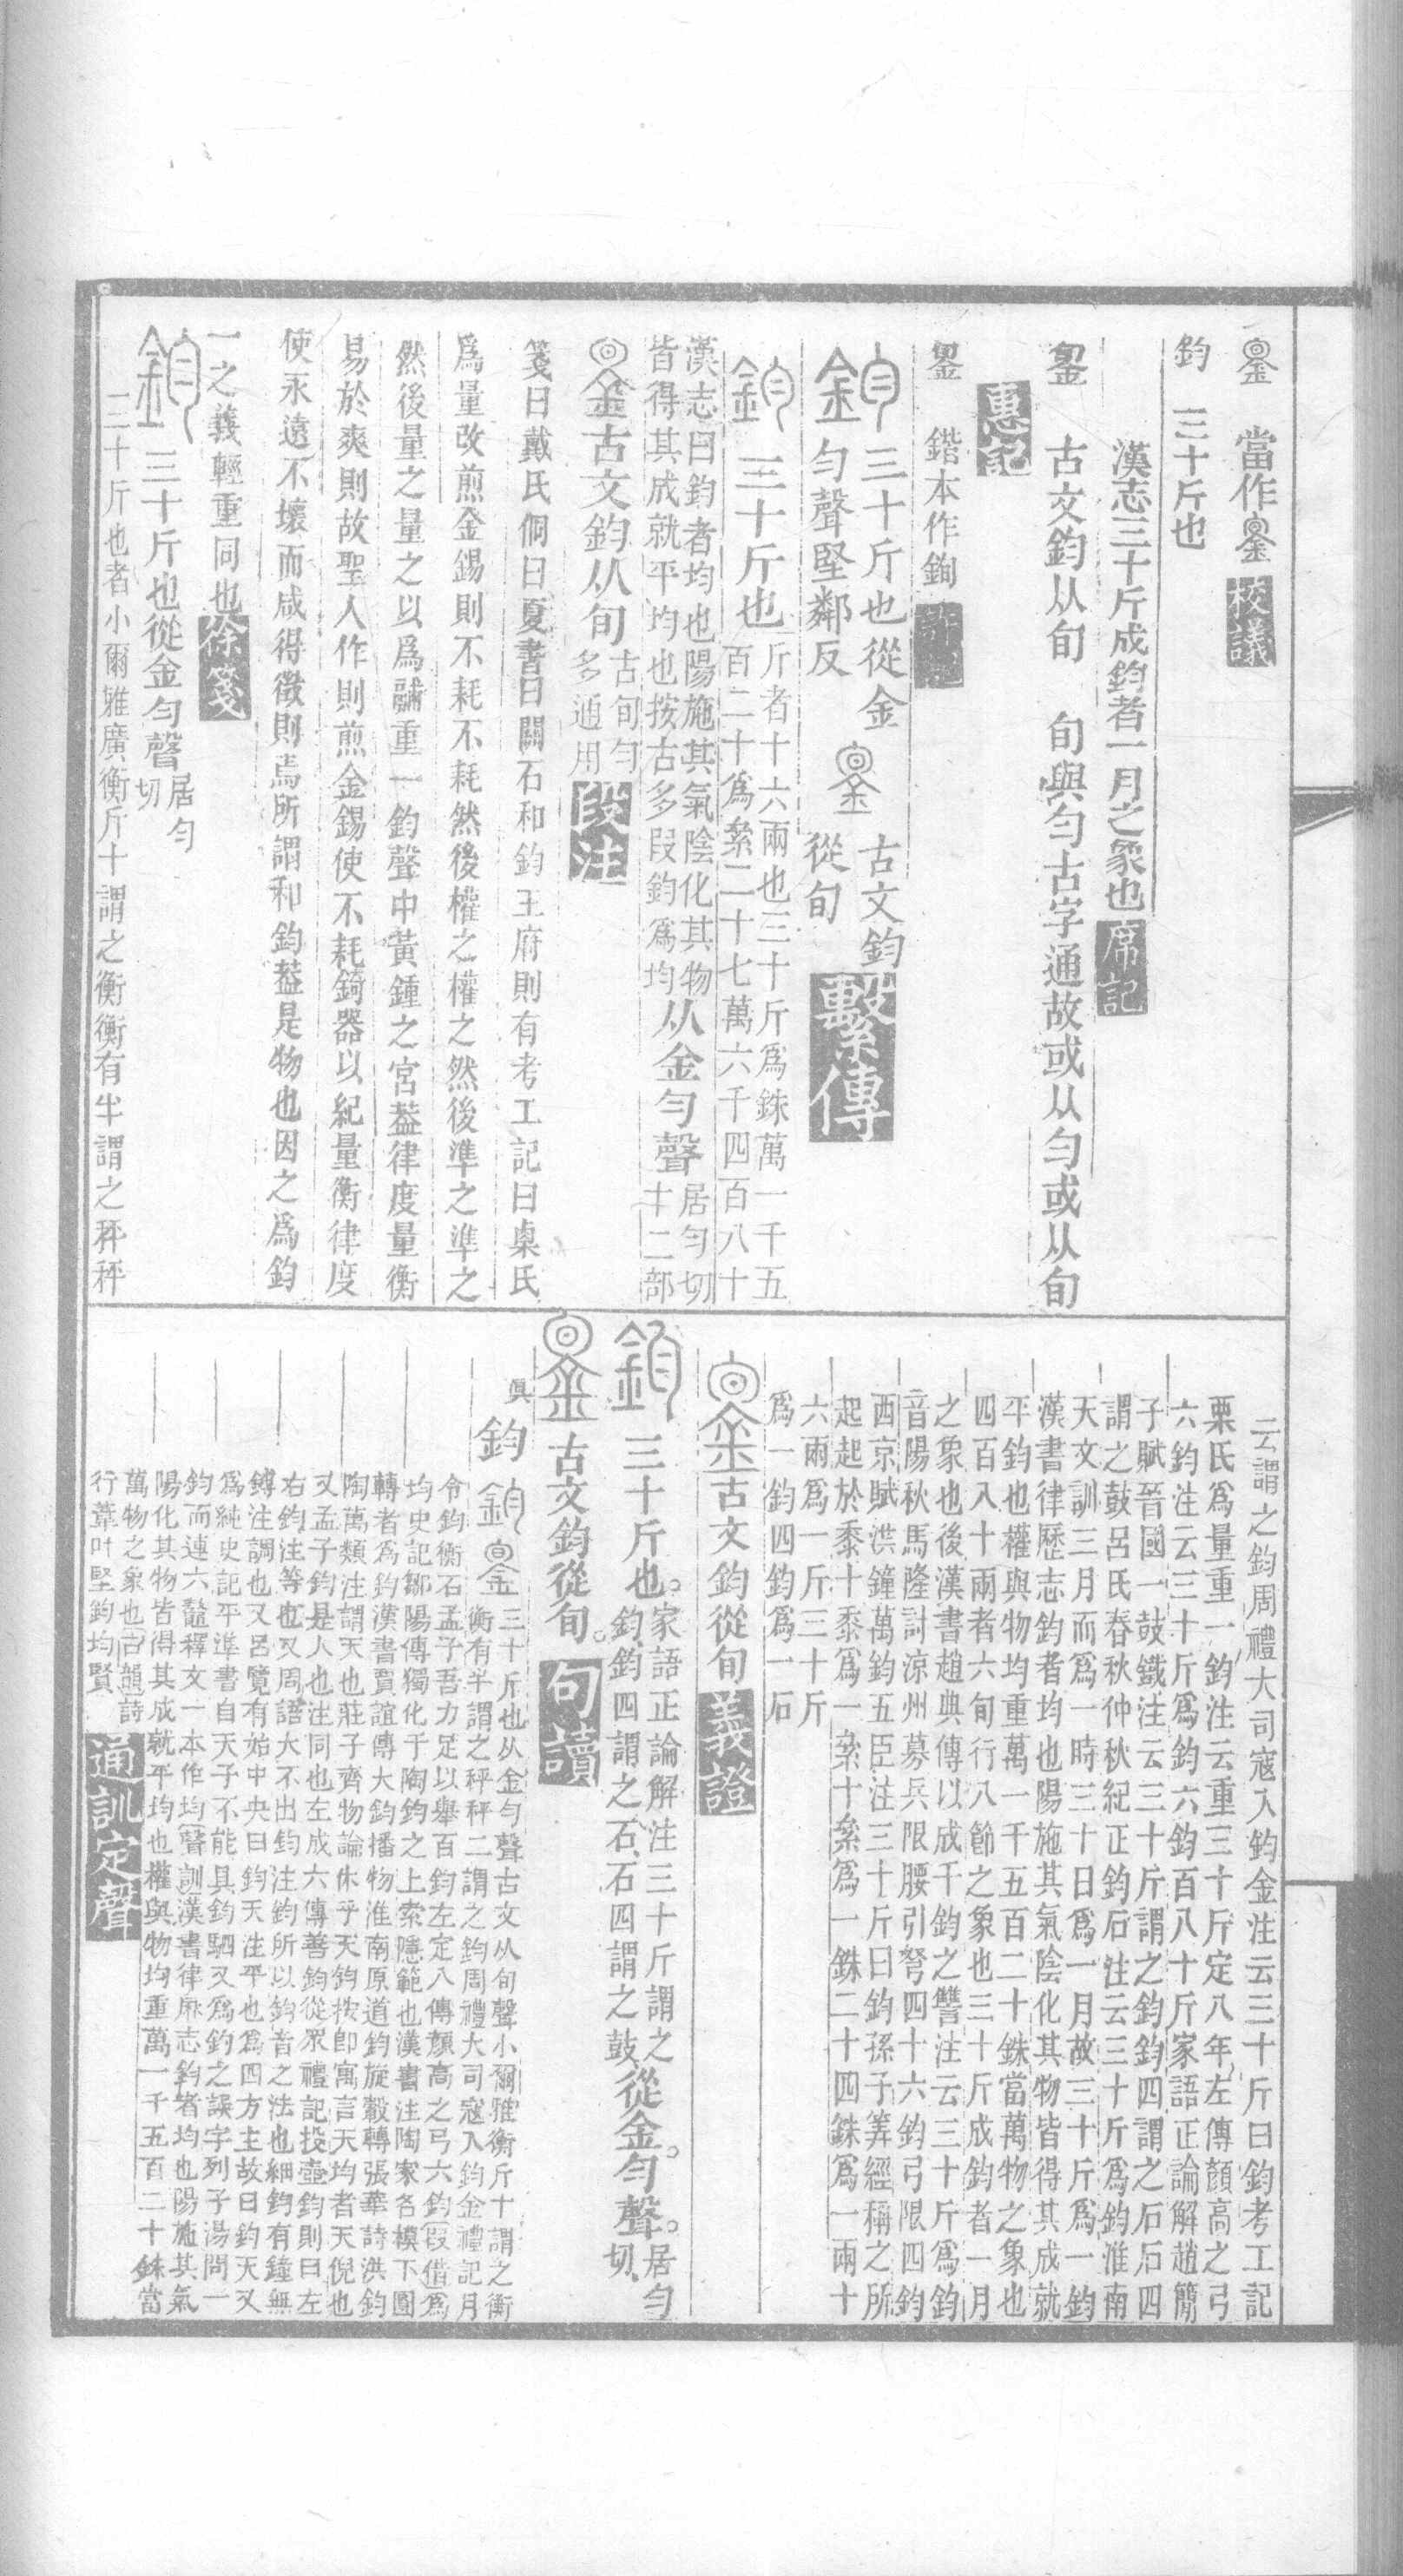 當作 校議
鈞 三十斤也
漢志三十斤成鈞者一月之象也 席記
古文鈞从旬 旬與勻古字通故或从勻或从旬
惠記
鍇本作鈞 許記
三十斤也從金
勻聲堅鄰反
古文鈞
從旬 繫傳
三十斤也
斤者十六兩也三十斤爲銖萬一千五
百二十爲絫二十七萬六千四百八十
漢志曰鈞者均也陽施其氣陰化其物
皆得其成就平均也按古多叚鈞爲均
从金勻聲
居勻切
十二部
古文鈞从旬
古旬勻
多通用 段注
箋曰戴氏侗曰夏書曰關石和鈞王府則有考工記曰㮚氏
爲量改煎金錫則不耗不耗然後權之權之然後準之準之
然後量之量之以爲鬴重一鈞聲中黃鍾之宮葢律度量衡
易於爽則故聖人作則煎金錫使不耗鑄器以紀量衡律度
使永遠不壞而咸得徵則焉所謂和鈞葢是物也因之爲鈞
一之義輕重同也 徐箋
三十斤也從金勻聲
居勻
切
三十斤也者小爾雅廣衡斤十謂之衡衡有半謂之秤秤
云謂之鈞周禮大司寇入鈞金注云三十斤曰鈞考工記
㮚氏爲量重一鈞注云重三十斤定八年左傳顏高之弓
六鈞注云三十斤爲鈞六鈞百八十斤家語正論解趙簡
子賦晉國一鼓鐵注云三十斤謂之鈞鈞四謂之石石四
謂之鼓呂氏春秋仲秋紀正鈞石注云三十斤爲鈞淮南
天文訓三月而爲一時三十日爲一月故三十斤爲一鈞
漢書律歷志鈞者均也陽施其氣陰化其物皆得其成就
平鈞也權與物均重萬一千五百二十銖當萬物之象也
四百八十兩者六旬行八節之象也三十斤成鈞者一月
之象也後漢書趙典傳以成千鈞之讐注云三十斤爲鈞
音陽秋馬隆討涼州募兵限腰引弩四十六鈞弓限四鈞
西京賦洪鐘萬鈞五臣注三十斤曰鈞孫子筭經稱之所
起起於黍十黍爲一絫十絫爲一銖二十四銖爲一兩十
六兩爲一斤三十斤
爲一鈞四鈞爲一石
古文鈞從旬 義證
三十斤也。
家語正論解注三十斤謂之
鈞、鈞四謂之石、石四謂之鼓、
從金。勻聲。
居勻
切、
古文鈞從旬。 句讀
眞 鈞
三十斤也从金勻聲古文从旬聲小爾雅衡斤十謂之衡
衡有半謂之秤秤二謂之鈞周禮大司寇入鈞金禮記月
令鈞衡石孟子吾力足以舉百鈞左定八傳顏高之弓六鈞叚借爲
均史記鄒陽傳獨化于陶鈞之上索隱範也漢書注陶家名模下圓
轉者爲鈞漢書賈誼傳大鈞播物淮南原道鈞旋轂轉張華詩洪鈞
陶萬類注謂天也莊子齊物論休乎天鈞按卽寓言天均者天倪也
又孟子鈞是人也注同也左成六傳善鈞從眾禮記投壺鈞則曰左
右鈞注等也又周語大不出鈞注鈞所以鈞音之法也細鈞有鐘無
鎛注調也又呂覽有始中央曰鈞天注平也爲四方主故曰鈞天又
爲純史記平準書自天子不能具鈞駟又爲鈞之誤字列子湯問一
鈞而連六鼇釋文一本作均聲訓漢書律厤志鈞者均也陽施其氣
陽化其物皆得其成就平均也權與物均重萬一千五百二十銖當
萬物之象也古韻詩
行葦叶堅鈞均賢 通訓定聲